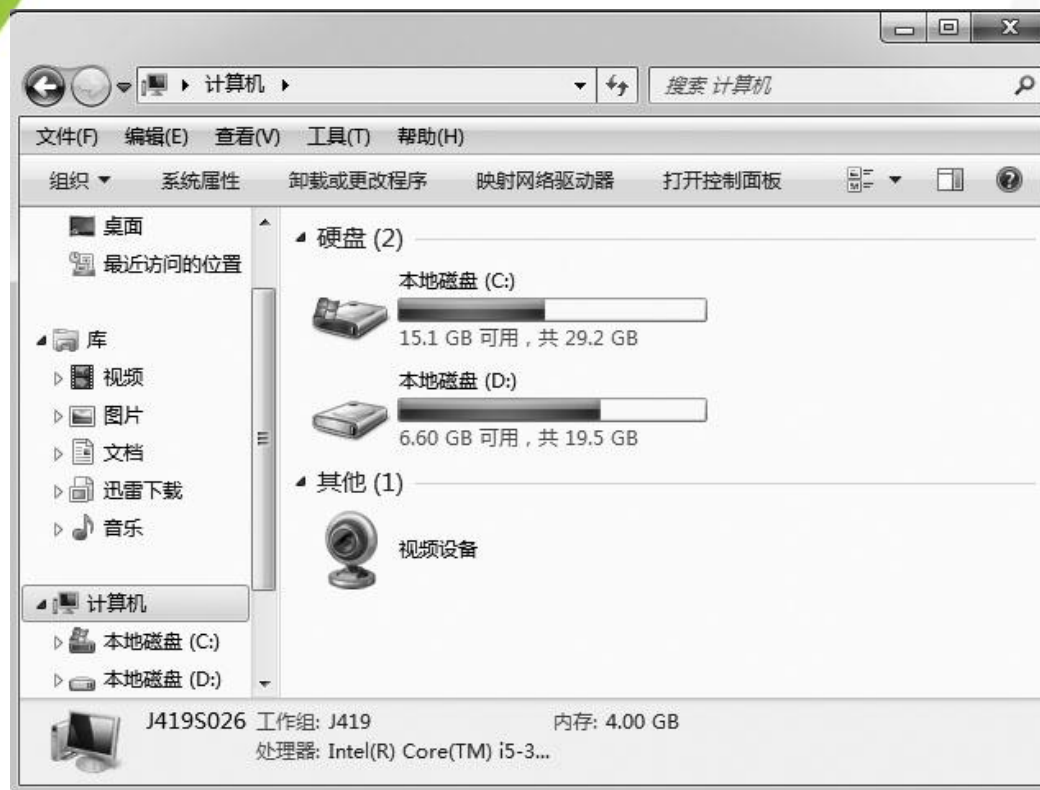 计算机
搜索 计算机
文件(F) 编辑(E) 查看(V) 工具(T) 帮助(H)
组织 系统属性 卸载或更改程序 映射网络驱动器 打开控制面板
桌面
最近访问的位置
库
视频
图片
文档
迅雷下载
音乐
计算机
本地磁盘 (C:)
本地磁盘 (D:)
硬盘 (2)
本地磁盘 (C:)
15.1 GB 可用，共 29.2 GB
本地磁盘 (D:)
6.60 GB 可用，共 19.5 GB
其他 (1)
视频设备
J419S026 工作组: J419 内存: 4.00 GB
处理器: Intel(R) Core(TM) i5-3...